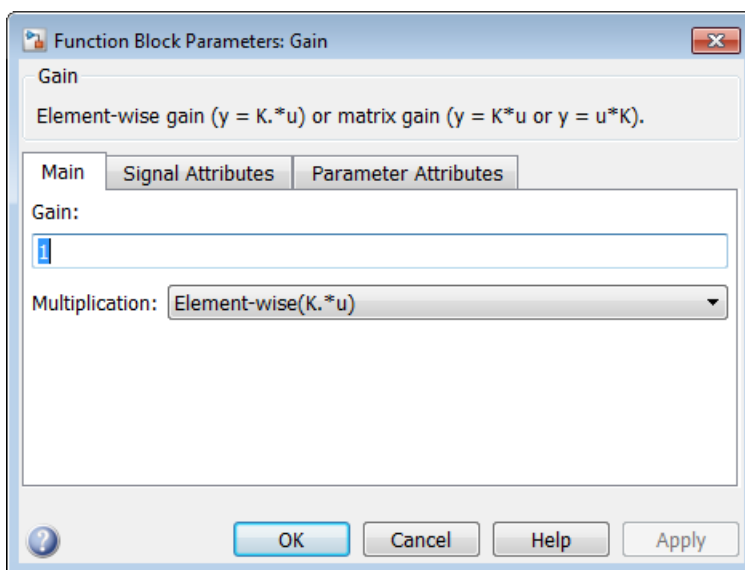 Function Block Parameters: Gain
Gain
Element-wise gain (y = K.*u) or matrix gain (y = K*u or y = u*K).
Main Signal Attributes Parameter Attributes
Gain:
1
Multiplication: Element-wise(K.*u)
OK Cancel Help Apply